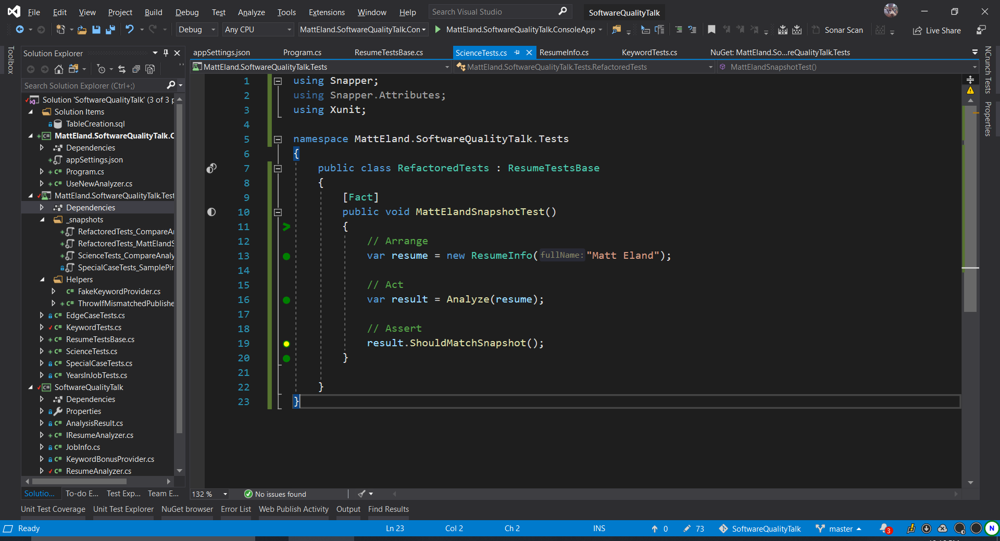 File Edit View Project Build Debug Test Analyze Tools Extensions Window Help Search Visual Studio SoftwareQualityTalk
Debug Any CPU MattEland.SoftwareQualityTalk.Con MattEland.SoftwareQualityTalk.ConsoleApp Sonar Scan Live Share
Toolbox
Solution Explorer
Search Solution Explorer (Ctrl+;)
Solution 'SoftwareQualityTalk' (3 of 3 p
Solution Items
TableCreation.sql
MattEland.SoftwareQualityTalk.C
Dependencies
appSettings.json
Program.cs
UseNewAnalyzer.cs
MattEland.SoftwareQualityTalk.Test
Dependencies
_snapshots
RefactoredTests_CompareAn
RefactoredTests_MattElandS
ScienceTests_CompareAnaly
SpecialCaseTests_SamplePir
Helpers
FakeKeywordProvider.cs
ThrowIfMismatchedPublishe
EdgeCaseTests.cs
KeywordTests.cs
ResumeTestsBase.cs
ScienceTests.cs
SpecialCaseTests.cs
YearsInJobTests.cs
SoftwareQualityTalk
Dependencies
Properties
AnalysisResult.cs
IResumeAnalyzer.cs
JobInfo.cs
KeywordBonusProvider.cs
ResumeAnalyzer.cs
Solutio... To-do E... Test Exp... Team E...
appSettings.json Program.cs ResumeTestsBase.cs ScienceTests.cs ResumeInfo.cs KeywordTests.cs NuGet: MattEland.So...reQualityTalk.Tests
MattEland.SoftwareQualityTalk.Tests MattEland.SoftwareQualityTalk.Tests.RefactoredTests MattElandSnapshotTest()
1 using Snapper;
2 using Snapper.Attributes;
3 using Xunit;
4
5 namespace MattEland.SoftwareQualityTalk.Tests
6 {
7 public class RefactoredTests : ResumeTestsBase
8 {
9 [Fact]
10 public void MattElandSnapshotTest()
11 {
12 // Arrange
13 var resume = new ResumeInfo(fullName:"Matt Eland");
14
15 // Act
16 var result = Analyze(resume);
17
18 // Assert
19 result.ShouldMatchSnapshot();
20 }
21
22 }
23 }
NCrunch Tests
Properties
132 % No issues found
Unit Test Coverage Unit Test Explorer NuGet browser Error List Web Publish Activity Output Find Results
Ready Ln 23 Col 2 Ch 2 INS 0 73 SoftwareQualityTalk master 3 N